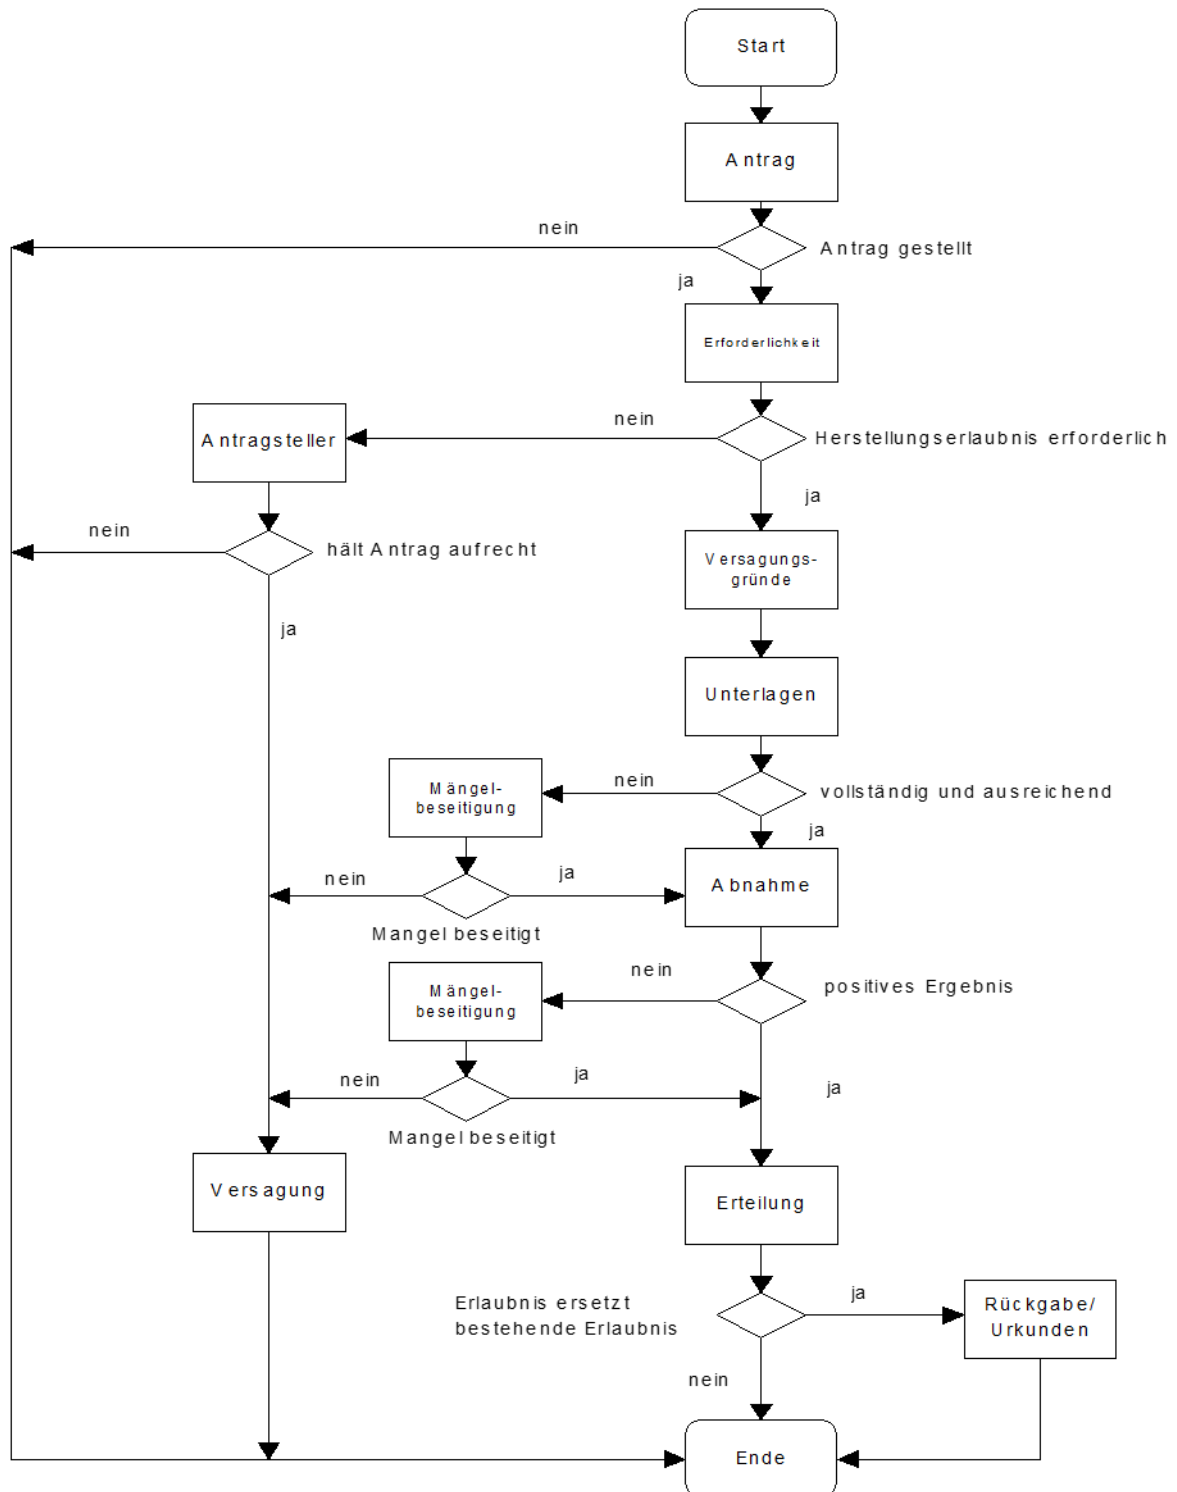 Start
Antrag
nein
Antrag gestellt
ja
Erforderlichkeit
nein
Antragsteller
Herstellungserlaubnis erforderlich
ja
nein
hält Antrag aufrecht
Versagungs-
gründe
ja
Unterlagen
Mängel-
beseitigung
nein
vollständig und ausreichend
ja
nein
ja
Abnahme
Mangel beseitigt
Mängel-
beseitigung
nein
positives Ergebnis
nein
ja
ja
Mangel beseitigt
Versagung
Erteilung
Erlaubnis ersetzt
bestehende Erlaubnis
ja
Rückgabe/
Urkunden
nein
Ende